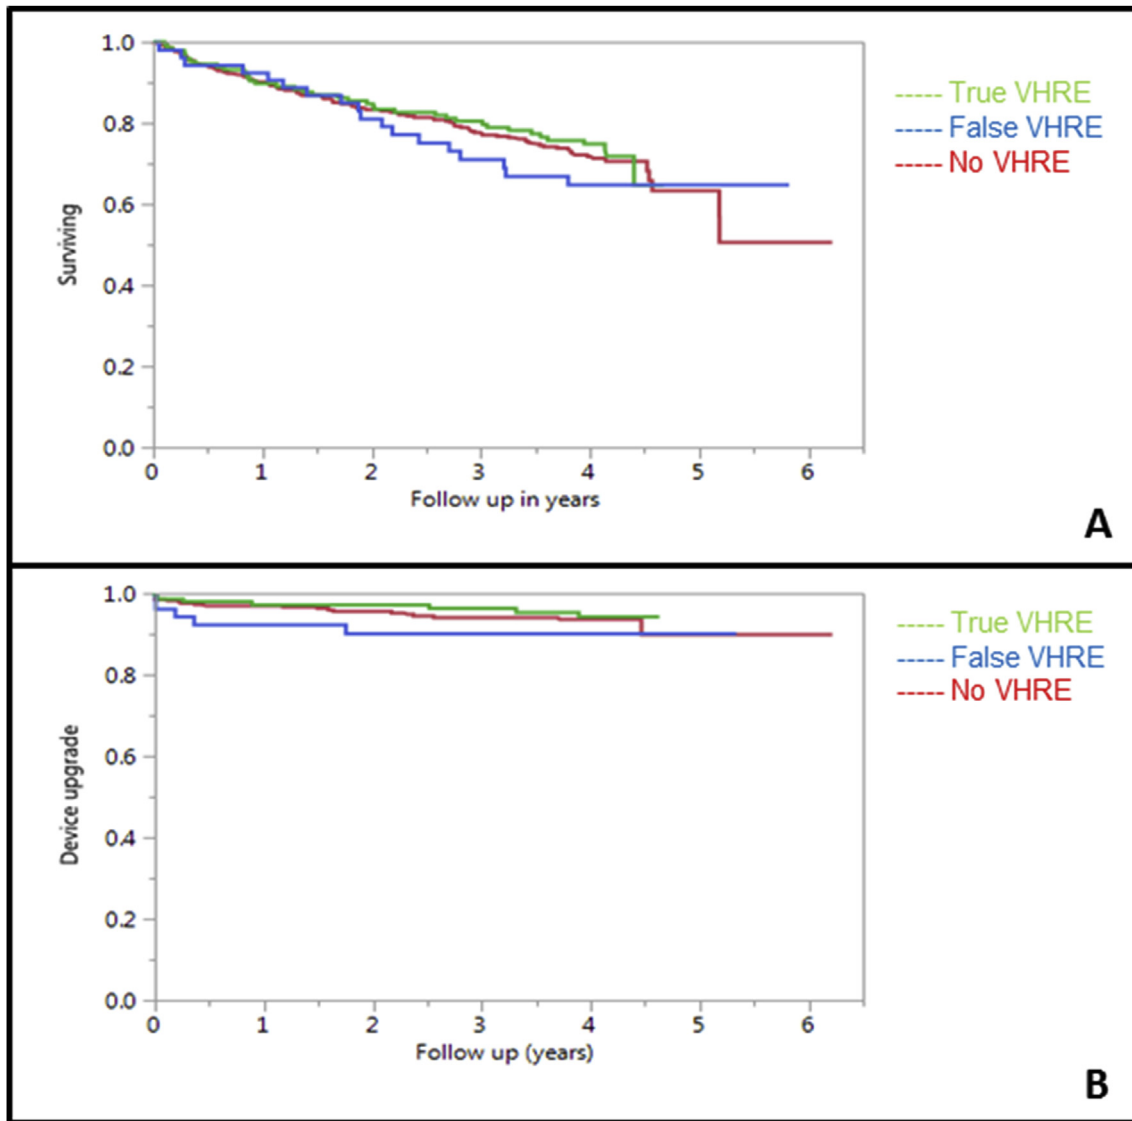 1.0
0.8
0.6
0.4
0.2
0.0
Surviving
0 1 2 3 4 5 6
Follow up in years
----- True VHRE
----- False VHRE
----- No VHRE
A
1.0
0.8
0.6
0.4
0.2
0.0
Device upgrade
0 1 2 3 4 5 6
Follow up (years)
----- True VHRE
----- False VHRE
----- No VHRE
B